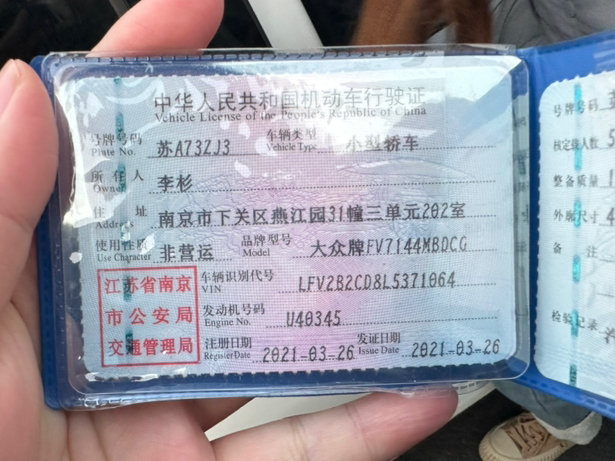 中华人民共和国机动车行驶证
Vehicle License of the People's Republic of China
号牌号码 苏A73ZJ3 车辆类型 小型轿车
Plate No. Vehicle Type
所有人 李杉
Owner
住址 南京市下关区燕江园31幢三单元202室
Address
使用性质 非营运 品牌型号 大众牌FV7144MBDCG
Use Character Model
江苏省南京
市公安局
交通管理局
车辆识别代号 LFV2B2CD8L5371064
VIN
发动机号码 U40345
Engine No.
注册日期 2021-03-26 发证日期 2021-03-26
Register Date Issue Date
号牌号码
核定载人数 5
整备质量 1
外廓尺寸 4
备注
检验记录